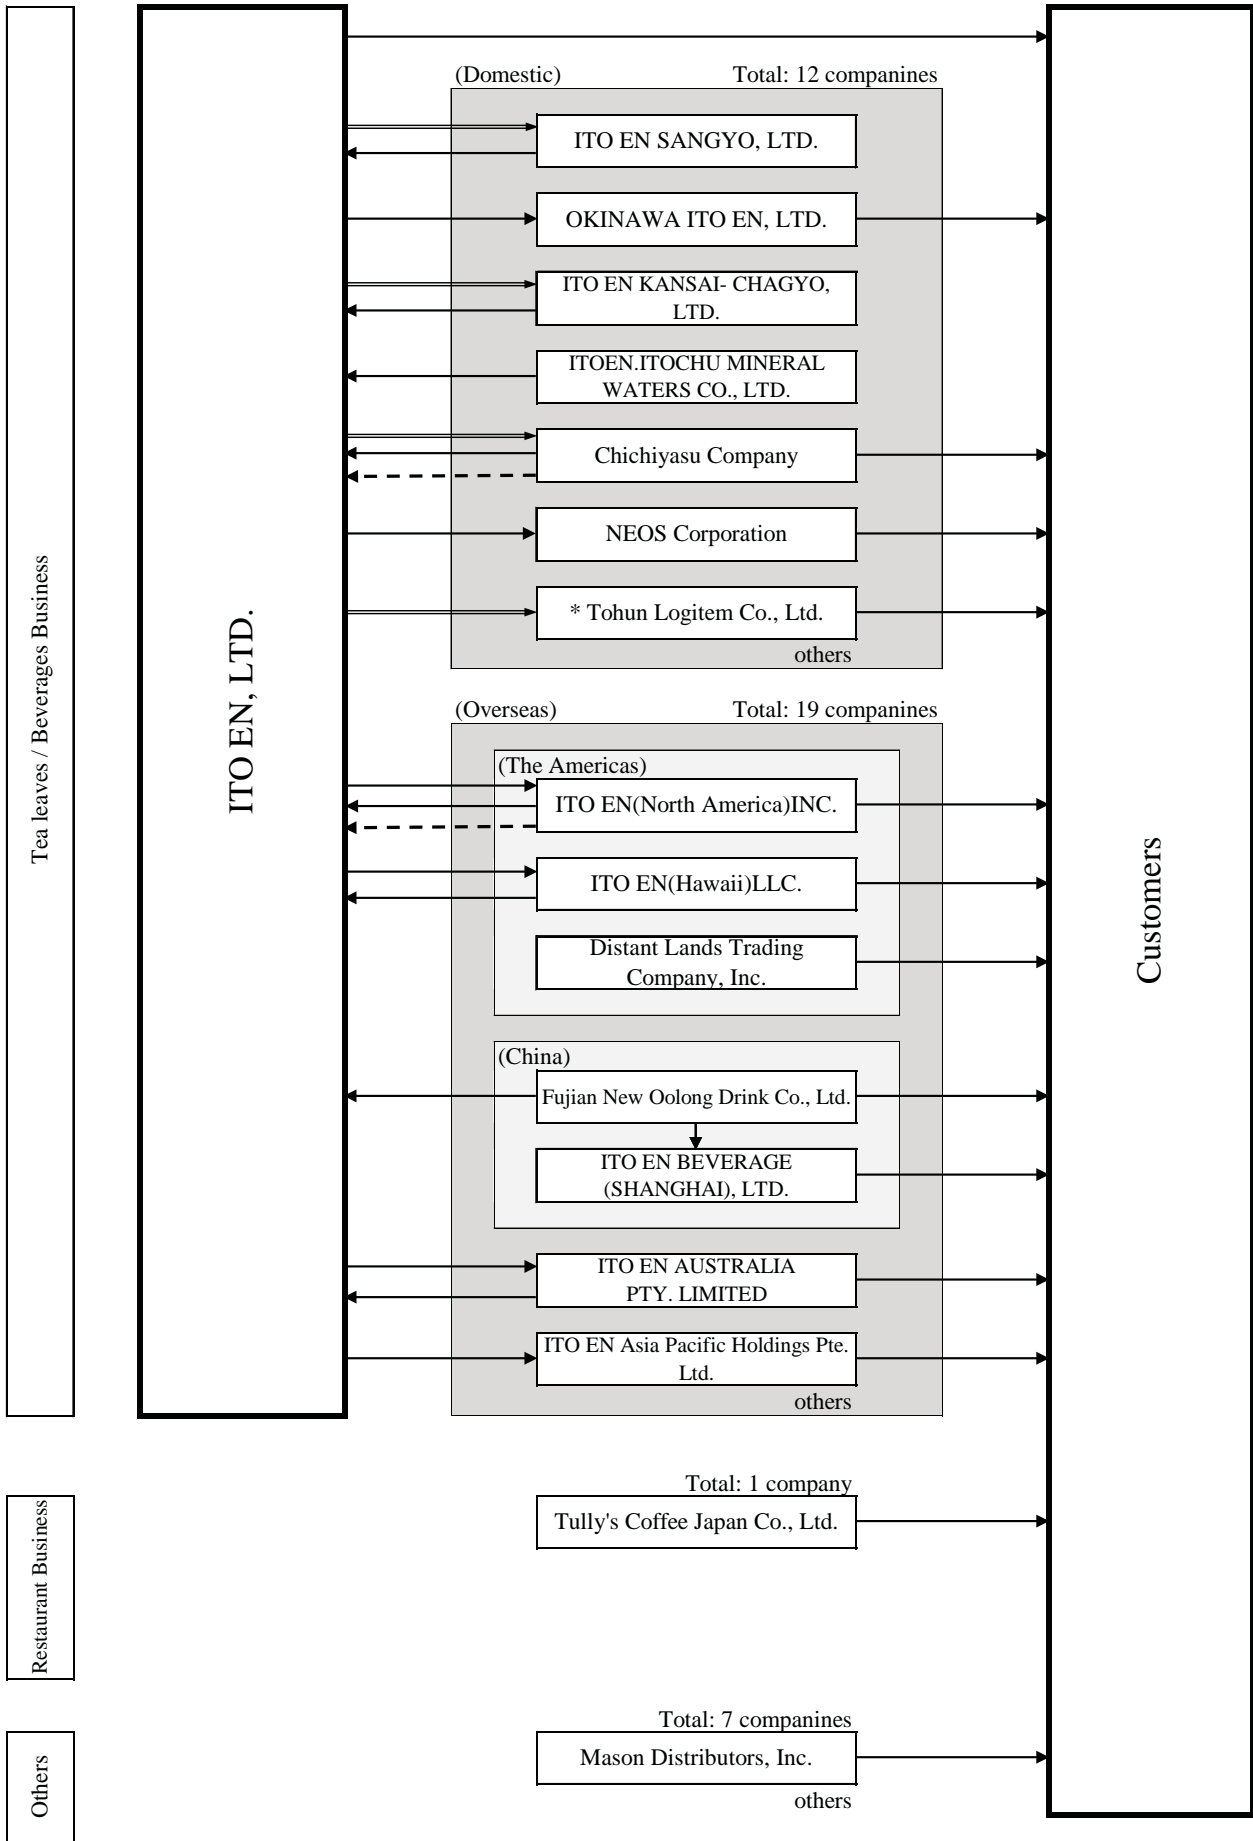 Tea leaves / Beverages Business
ITO EN, LTD.
(Domestic)
Total: 12 companines
ITO EN SANGYO, LTD.
OKINAWA ITO EN, LTD.
ITO EN KANSAI- CHAGYO,
LTD.
ITOEN.ITOCHU MINERAL
WATERS CO., LTD.
Chichiyasu Company
NEOS Corporation
* Tohun Logitem Co., Ltd.
others
(Overseas)
Total: 19 companines
(The Americas)
ITO EN(North America)INC.
ITO EN(Hawaii)LLC.
Distant Lands Trading
Company, Inc.
(China)
Fujian New Oolong Drink Co., Ltd.
ITO EN BEVERAGE
(SHANGHAI), LTD.
ITO EN AUSTRALIA
PTY. LIMITED
ITO EN Asia Pacific Holdings Pte.
Ltd.
others
Customers
Restaurant Business
Total: 1 company
Tully's Coffee Japan Co., Ltd.
Others
Total: 7 companines
Mason Distributors, Inc.
others